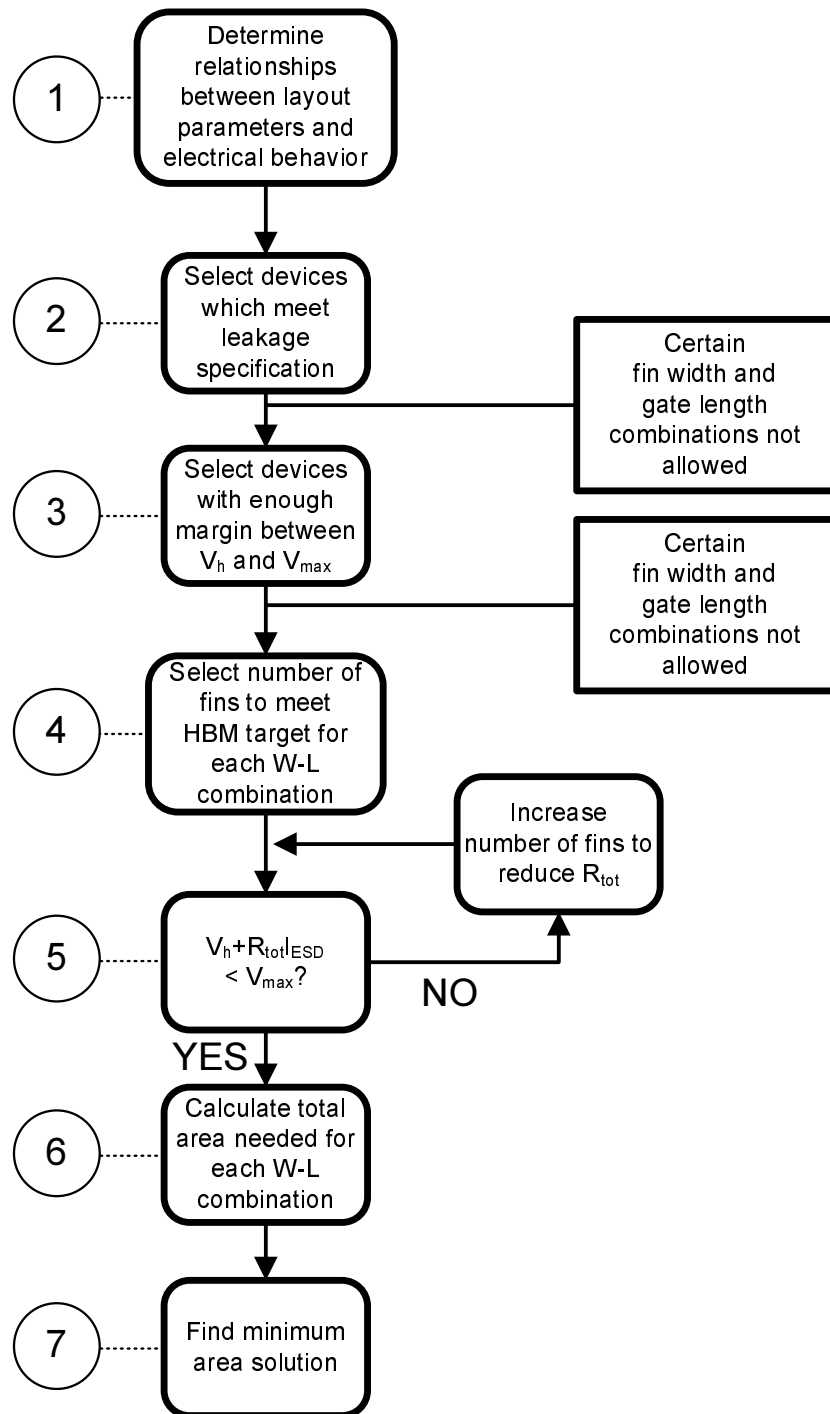 1
Determine
relationships
between layout
parameters and
electrical behavior
2
Select devices
which meet
leakage
specification
Certain
fin width and
gate length
combinations not
allowed
3
Select devices
with enough
margin between
Vh and Vmax
Certain
fin width and
gate length
combinations not
allowed
4
Select number of
fins to meet
HBM target for
each W-L
combination
Increase
number of fins to
reduce Rtot
5
Vh+RtotIESD
< Vmax?
NO
YES
6
Calculate total
area needed for
each W-L
combination
7
Find minimum
area solution